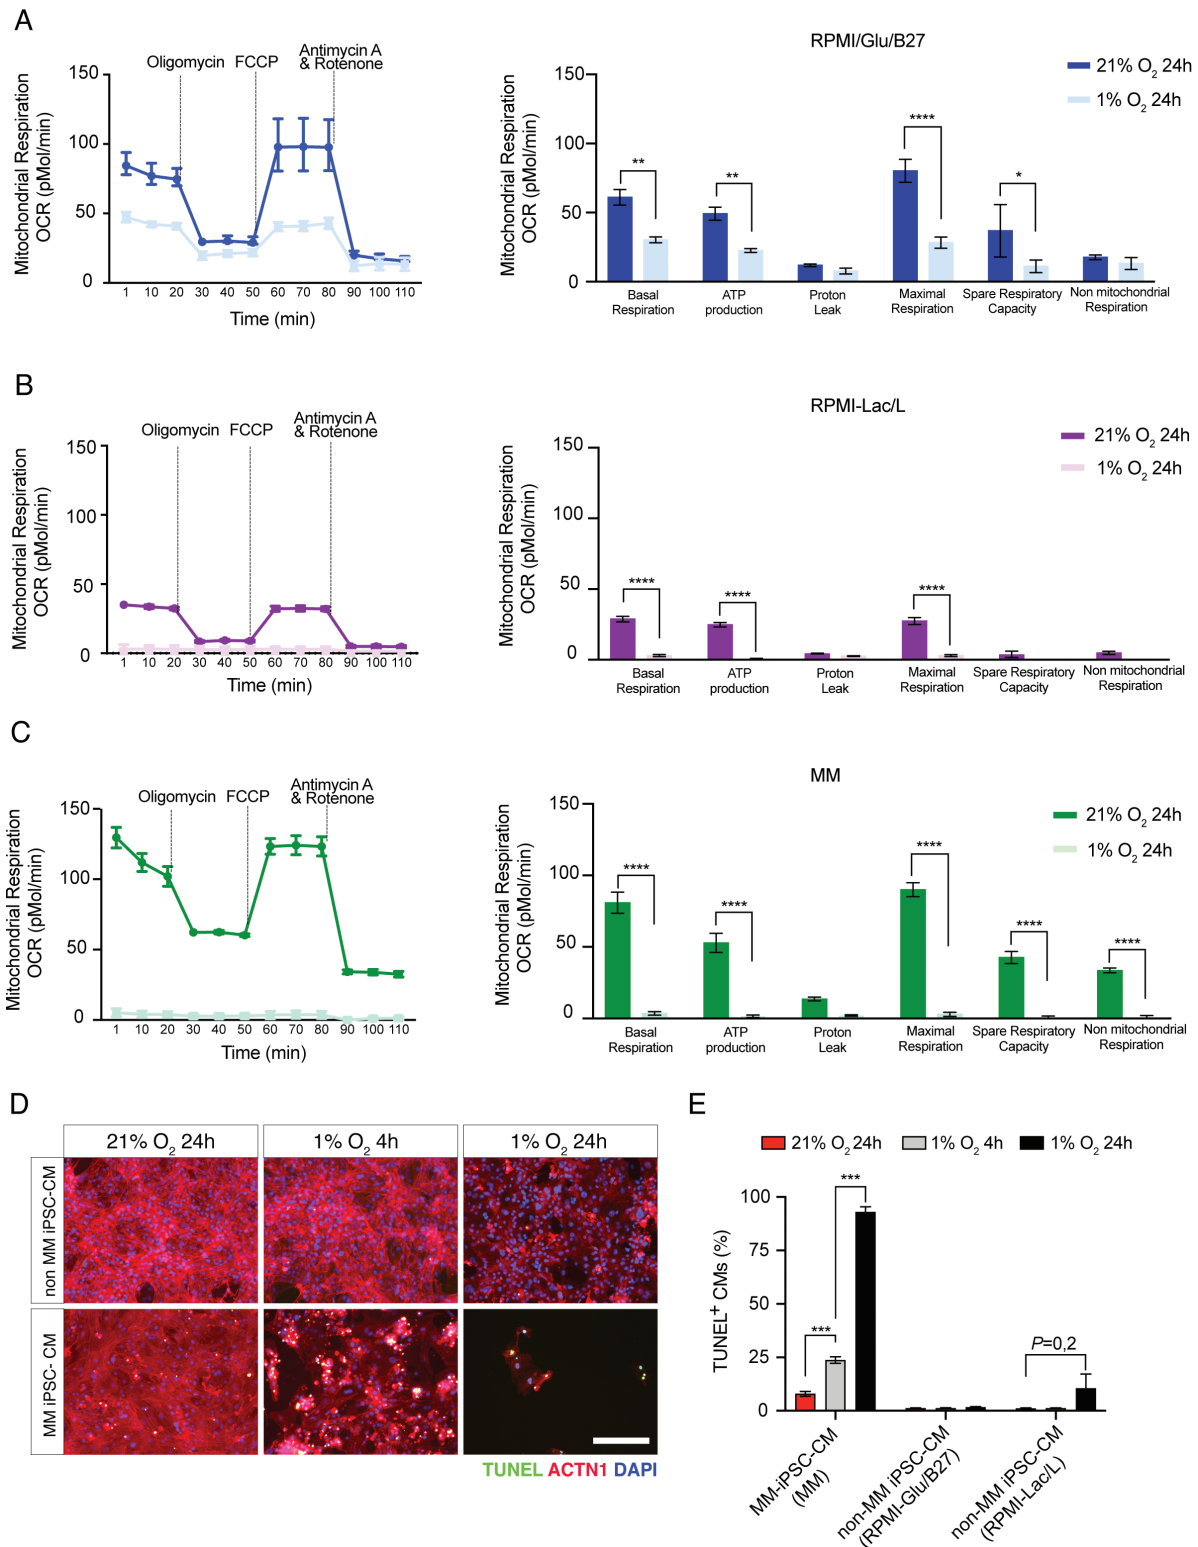 A
Oligomycin FCCP Antimycin A & Rotenone
Mitochondrial Respiration
OCR (pMol/min)
150
100
50
0
1 10 20 30 40 50 60 70 80 90 100 110
Time (min)
RPMI/Glu/B27
21% O2 24h
1% O2 24h
Mitochondrial Respiration
OCR (pMol/min)
150
100
50
0
** ** **** *
Basal Respiration
ATP production
Proton Leak
Maximal Respiration
Spare Respiratory Capacity
Non mitochondrial Respiration
B
Oligomycin FCCP Antimycin A & Rotenone
Mitochondrial Respiration
OCR (pMol/min)
150
100
50
0
1 10 20 30 40 50 60 70 80 90 100 110
Time (min)
RPMI-Lac/L
21% O2 24h
1% O2 24h
Mitochondrial Respiration
OCR (pMol/min)
150
100
50
0
**** **** ****
Basal Respiration
ATP production
Proton Leak
Maximal Respiration
Spare Respiratory Capacity
Non mitochondrial Respiration
C
Oligomycin FCCP Antimycin A & Rotenone
Mitochondrial Respiration
OCR (pMol/min)
150
100
50
0
1 10 20 30 40 50 60 70 80 90 100 110
Time (min)
MM
21% O2 24h
1% O2 24h
Mitochondrial Respiration
OCR (pMol/min)
150
100
50
0
**** **** **** **** ****
Basal Respiration
ATP production
Proton Leak
Maximal Respiration
Spare Respiratory Capacity
Non mitochondrial Respiration
D
21% O2 24h 1% O2 4h 1% O2 24h
non MM iPSC-CM
MM iPSC- CM
TUNEL ACTN1 DAPI
E
21% O2 24h 1% O2 4h 1% O2 24h
TUNEL+ CMs (%)
100
75
50
25
0
*** *** P=0,2
MM-iPSC-CM
(MM)
non-MM iPSC-CM
(RPMI-Glu/B27)
non-MM iPSC-CM
(RPMI-Lac/L)